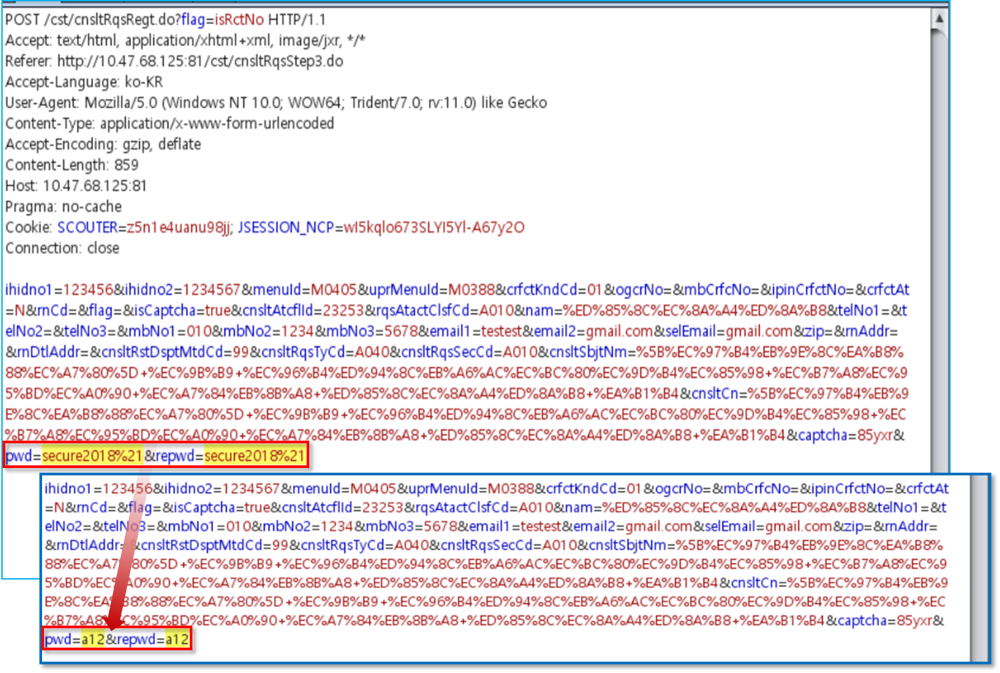 POST /cst/cnsltRqsRegt.do?flag=isRctNo HTTP/1.1
Accept: text/html, application/xhtml+xml, image/jxr, */*
Referer: http://10.47.68.125:81/cst/cnsltRqsStep3.do
Accept-Language: ko-KR
User-Agent: Mozilla/5.0 (Windows NT 10.0; WOW64; Trident/7.0; rv:11.0) like Gecko
Content-Type: application/x-www-form-urlencoded
Accept-Encoding: gzip, deflate
Content-Length: 859
Host: 10.47.68.125:81
Pragma: no-cache
Cookie: SCOUTER=z5n1e4uanu98jj; JSESSION_NCP=wI5kqlo673SLYI5Yl-A67y2O
Connection: close
ihidno1=123456&ihidno2=1234567&menuId=M0405&uprMenuId=M0388&crfctKndCd=01&ogcrNo=&mbCrfcNo=&ipinCrfctNo=&crfctAt
=N&rnCd=&flag=&isCaptcha=true&cnsltAtcflId=23253&rqsAtactClsfCd=A010&nam=%ED%85%8C%EC%8A%A4%ED%8A%B8&telNo1=&t
elNo2=&telNo3=&mbNo1=010&mbNo2=1234&mbNo3=5678&email1=testest&email2=gmail.com&selEmail=gmail.com&zip=&rnAddr=
&rnDtlAddr=&cnsltRstDsptMtdCd=99&cnsltRqsTyCd=A040&cnsltRqsSecCd=A010&cnsltSbjtNm=%5B%EC%97%B4%EB%9E%8C%EA%B8%
88%EC%A7%80%5D+%EC%9B%B9+%EC%96%B4%ED%94%8C%EB%A6%AC%EC%BC%80%EC%9D%B4%EC%85%98+%EC%B7%A8%EC%9
5%BD%EC%A0%90+%EC%A7%84%EB%8B%A8+%ED%85%8C%EC%8A%A4%ED%8A%B8+%EA%B1%B4&cnsltCn=%5B%EC%97%B4%EB%9
E%8C%EA%B8%88%EC%A7%80%5D+%EC%9B%B9+%EC%96%B4%ED%94%8C%EB%A6%AC%EC%BC%80%EC%9D%B4%EC%85%98+%EC
%B7%A8%EC%95%BD%EC%A0%90+%EC%A7%84%EB%8B%A8+%ED%85%8C%EC%8A%A4%ED%8A%B8+%EA%B1%B4&captcha=85yxr&
pwd=secure2018%21&repwd=secure2018%21
ihidno1=123456&ihidno2=1234567&menuId=M0405&uprMenuId=M0388&crfctKndCd=01&ogcrNo=&mbCrfcNo=&ipinCrfctNo=&crfctAt
=N&rnCd=&flag=&isCaptcha=true&cnsltAtcflId=23253&rqsAtactClsfCd=A010&nam=%ED%85%8C%EC%8A%A4%ED%8A%B8&telNo1=&t
elNo2=&telNo3=&mbNo1=010&mbNo2=1234&mbNo3=5678&email1=testest&email2=gmail.com&selEmail=gmail.com&zip=&rnAddr=
&rnDtlAddr=&cnsltRstDsptMtdCd=99&cnsltRqsTyCd=A040&cnsltRqsSecCd=A010&cnsltSbjtNm=%5B%EC%97%B4%EB%9E%8C%EA%B8%
88%EC%A7%80%5D+%EC%9B%B9+%EC%96%B4%ED%94%8C%EB%A6%AC%EC%BC%80%EC%9D%B4%EC%85%98+%EC%B7%A8%EC%9
5%BD%EC%A0%90+%EC%A7%84%EB%8B%A8+%ED%85%8C%EC%8A%A4%ED%8A%B8+%EA%B1%B4&cnsltCn=%5B%EC%97%B4%EB%9
E%8C%EA%B8%88%EC%A7%80%5D+%EC%9B%B9+%EC%96%B4%ED%94%8C%EB%A6%AC%EC%BC%80%EC%9D%B4%EC%85%98+%EC
%B7%A8%EC%95%BD%EC%A0%90+%EC%A7%84%EB%8B%A8+%ED%85%8C%EC%8A%A4%ED%8A%B8+%EA%B1%B4&captcha=85yxr&
pwd=a12&repwd=a12